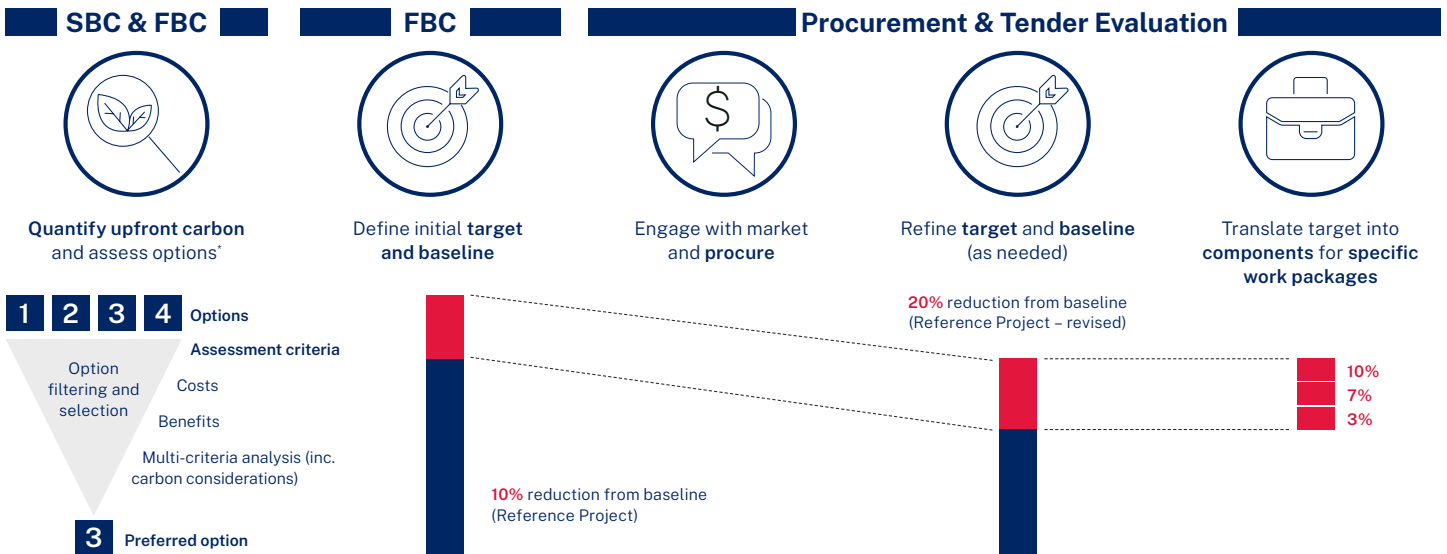 SBC & FBC
FBC
Procurement & Tender Evaluation
$
Quantify upfront carbon
and assess options*
Define initial target
and baseline
Engage with market
and procure
Refine target and baseline
(as needed)
Translate target into
components for specific
work packages
1 2 3 4 Options
Assessment criteria
Option
filtering and
selection
Costs
Benefits
Multi-criteria analysis (inc.
carbon considerations)
3 Preferred option
10% reduction from baseline
(Reference Project)
20% reduction from baseline
(Reference Project – revised)
10%
7%
3%